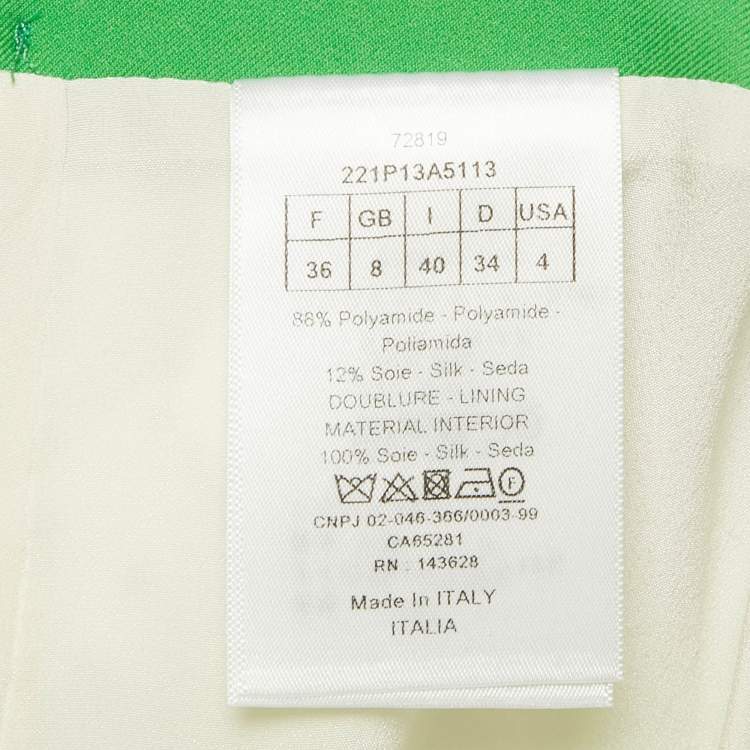 72819
221P13A5113
F GB I D USA
36 8 40 34 4
88% Polyamide - Polyamide -
Poliamida
12% Soie - Silk - Seda
DOUBLURE - LINING
MATERIAL INTERIOR
100% Soie - Silk - Seda
CNPJ 02-046-366/0003-99
CA65281
RN : 143628
Made In ITALY
ITALIA